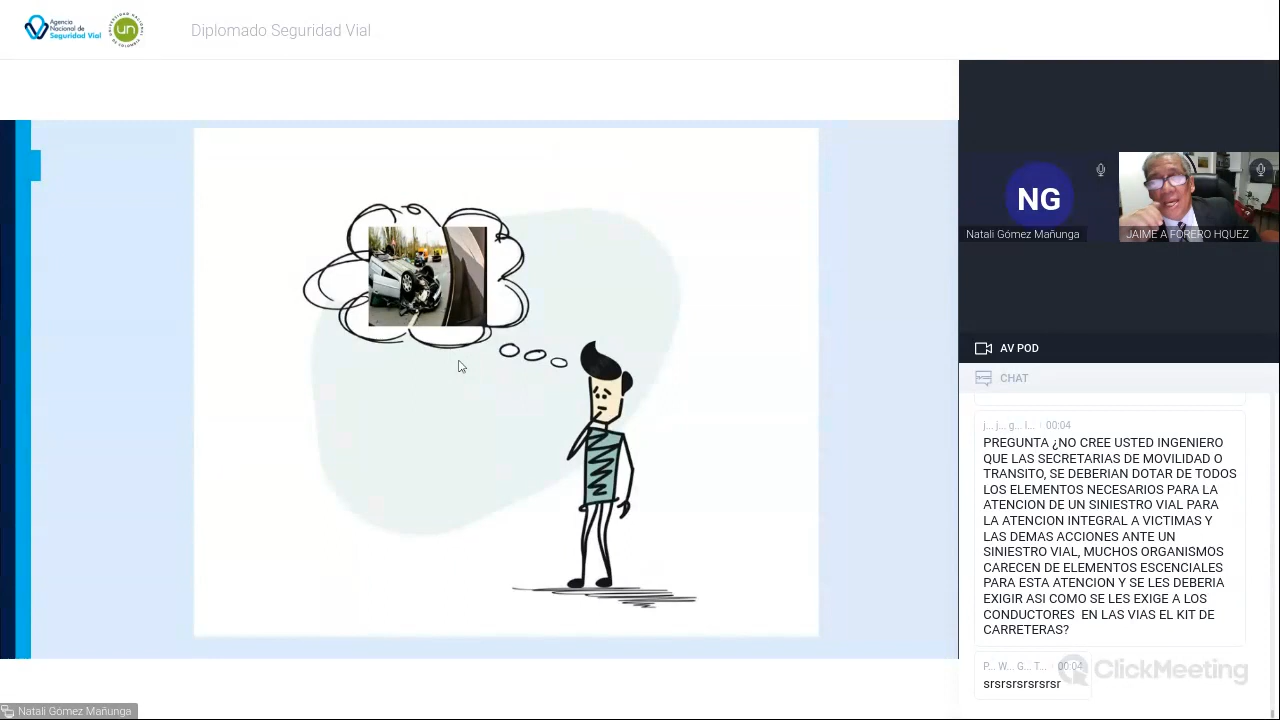 Agencia
Nacional de
Seguridad Vial
un
Diplomado Seguridad Vial
NG
Natali Gómez Mañunga
JAIME A FORERO HQUEZ
AV POD
CHAT
j... j... g... l... 00:04
PREGUNTA ¿NO CREE USTED INGENIERO
QUE LAS SECRETARIAS DE MOVILIDAD O
TRANSITO, SE DEBERIAN DOTAR DE TODOS
LOS ELEMENTOS NECESARIOS PARA LA
ATENCION DE UN SINIESTRO VIAL PARA
LA ATENCION INTEGRAL A VICTIMAS Y
LAS DEMAS ACCIONES ANTE UN
SINIESTRO VIAL, MUCHOS ORGANISMOS
CARECEN DE ELEMENTOS ESCENCIALES
PARA ESTA ATENCION Y SE LES DEBERIA
EXIGIR ASI COMO SE LES EXIGE A LOS
CONDUCTORES EN LAS VIAS EL KIT DE
CARRETERAS?
P... W... G... T... 00:04
srsrsrsrsrsrsr
ClickMeeting
Natali Gómez Mañunga